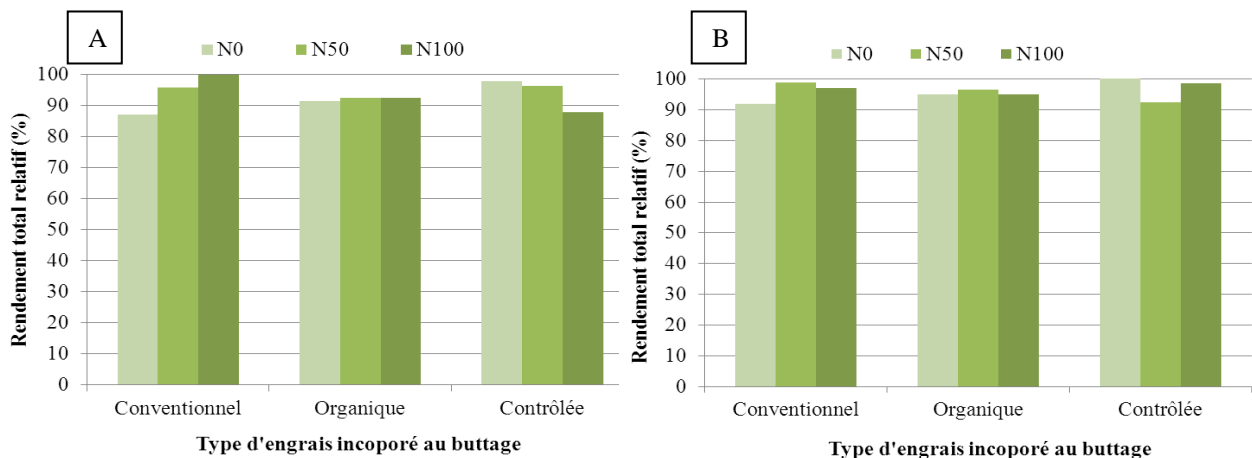 A
N0 N50 N100
Rendement total relatif (%)
100
90
80
70
60
50
40
30
20
10
0
Conventionnel Organique Contrôlée
Type d'engrais incoporé au buttage
B
N0 N50 N100
Rendement total relatif (%)
100
90
80
70
60
50
40
30
20
10
0
Conventionnel Organique Contrôlée
Type d'engrais incoporé au buttage